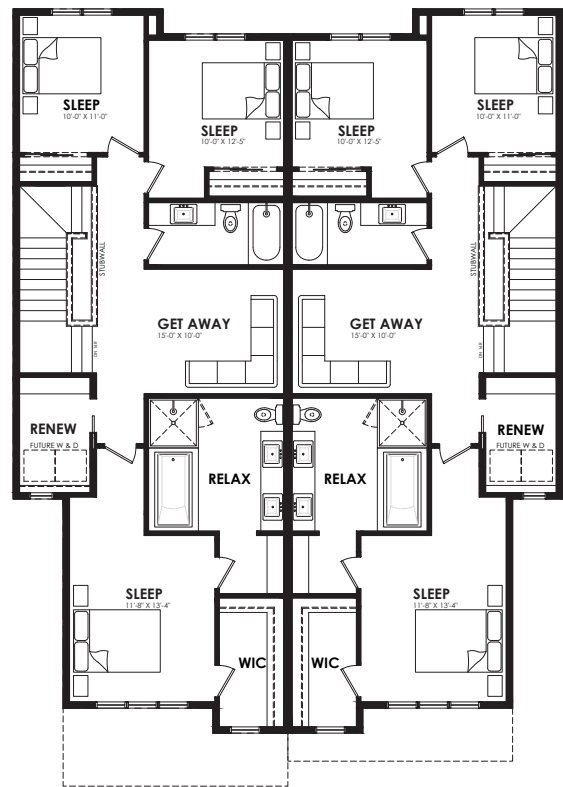 SLEEP
10'-0" X 11'-0"
SLEEP
10'-0" X 12'-5"
SLEEP
10'-0" X 12'-5"
SLEEP
10'-0" X 11'-0"
STUBWALL
STUBWALL
GET AWAY
15'-0" X 10'-0"
GET AWAY
15'-0" X 10'-0"
RENEW
FUTURE W & D
RELAX
RELAX
RENEW
FUTURE W & D
SLEEP
11'-8" X 13'-4"
SLEEP
11'-8" X 13'-4"
WIC
WIC